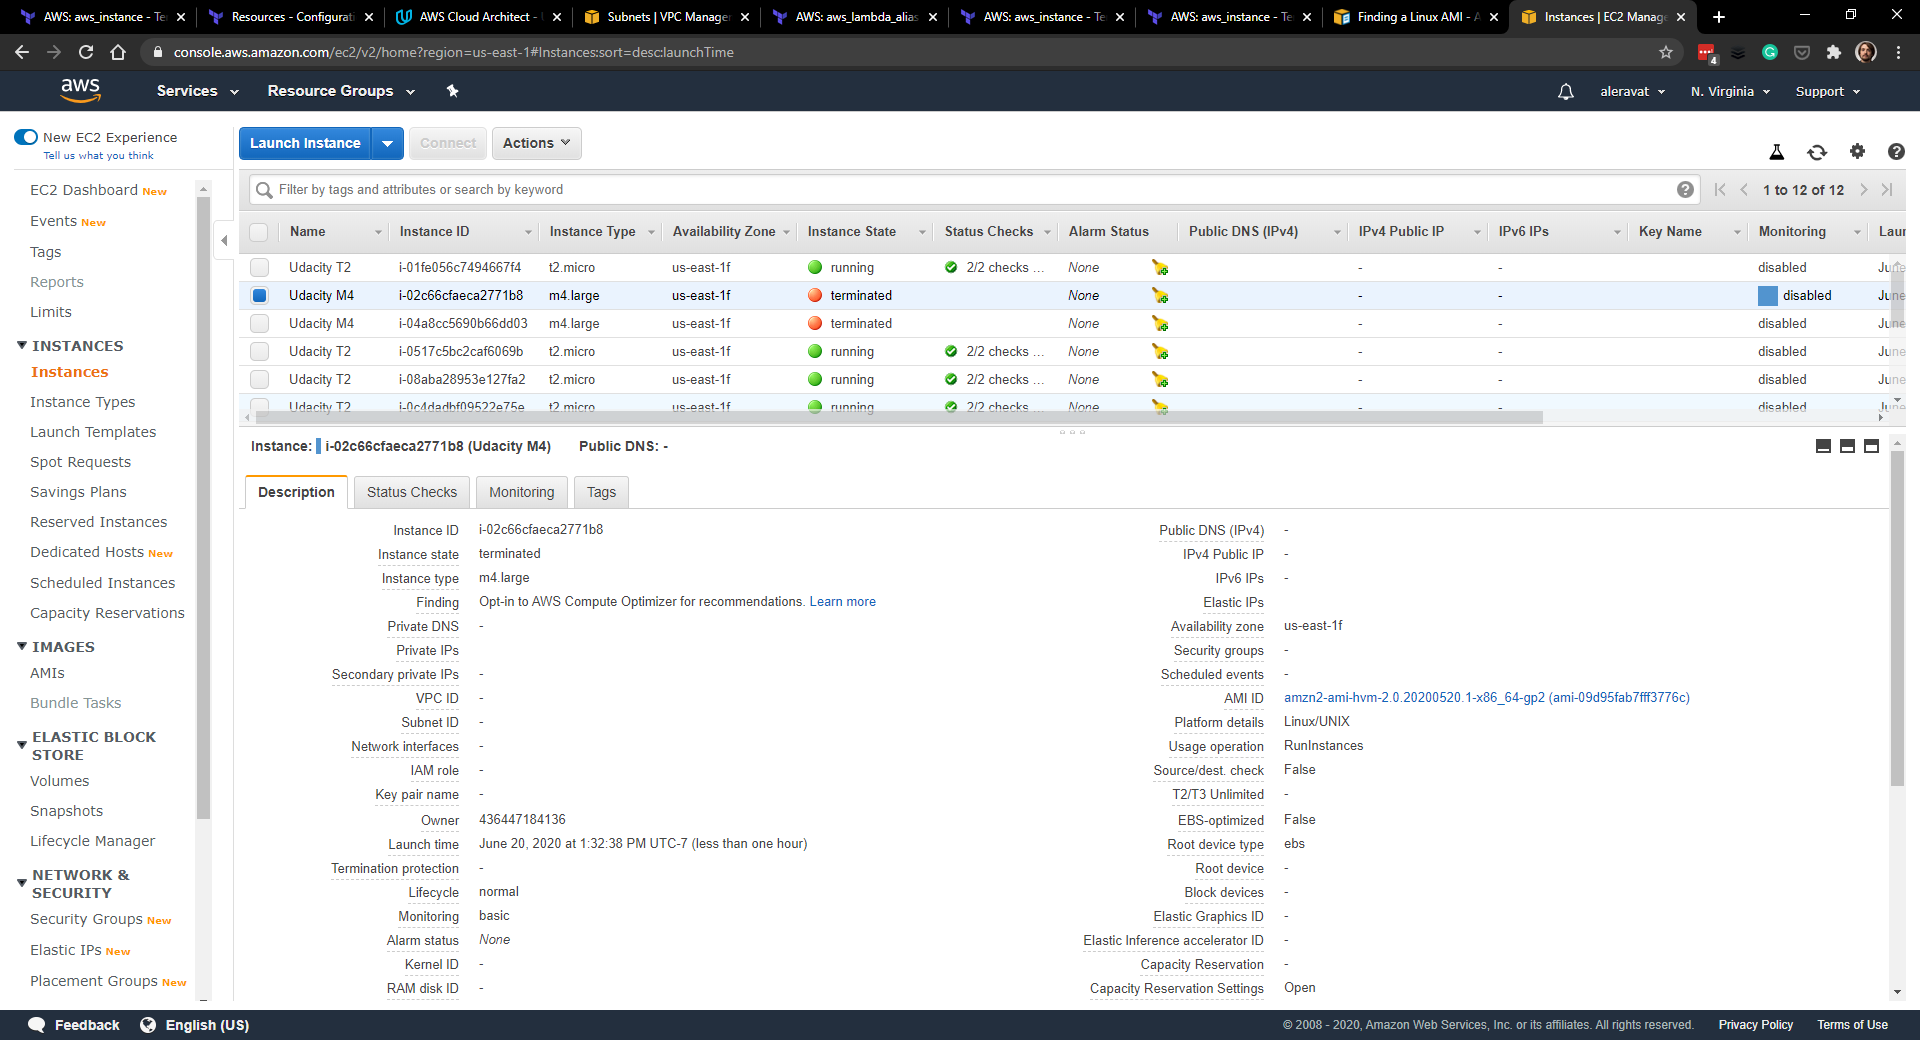 AWS: aws_instance - Te
Resources - Configurati
AWS Cloud Architect -
Subnets | VPC Manager
AWS: aws_lambda_alias
AWS: aws_instance - Te
AWS: aws_instance - Te
Finding a Linux AMI - A
Instances | EC2 Manage
console.aws.amazon.com/ec2/v2/home?region=us-east-1#Instances:sort=desc:launchTime
4
aws
Services
Resource Groups
aleravat
N. Virginia
Support
New EC2 Experience
Tell us what you think
EC2 Dashboard New
Events New
Tags
Reports
Limits
INSTANCES
Instances
Instance Types
Launch Templates
Spot Requests
Savings Plans
Reserved Instances
Dedicated Hosts New
Scheduled Instances
Capacity Reservations
IMAGES
AMIs
Bundle Tasks
ELASTIC BLOCK
STORE
Volumes
Snapshots
Lifecycle Manager
NETWORK &
SECURITY
Security Groups New
Elastic IPs New
Placement Groups New
Launch Instance
Connect
Actions
Filter by tags and attributes or search by keyword
1 to 12 of 12
Name Instance ID Instance Type Availability Zone Instance State Status Checks Alarm Status Public DNS (IPv4) IPv4 Public IP IPv6 IPs Key Name Monitoring Laun
Udacity T2 i-01fe056c7494667f4 t2.micro us-east-1f running 2/2 checks ... None - - disabled June
Udacity M4 i-02c66cfaeca2771b8 m4.large us-east-1f terminated None - - disabled June
Udacity M4 i-04a8cc5690b66dd03 m4.large us-east-1f terminated None - - disabled June
Udacity T2 i-0517c5bc2caf6069b t2.micro us-east-1f running 2/2 checks ... None - - disabled June
Udacity T2 i-08aba28953e127fa2 t2.micro us-east-1f running 2/2 checks ... None - - disabled June
Udacity T2 i-0c4dadbf09522e75e t2.micro us-east-1f running 2/2 checks ... None - - disabled June
Instance: i-02c66cfaeca2771b8 (Udacity M4) Public DNS: -
Description
Status Checks
Monitoring
Tags
Instance ID i-02c66cfaeca2771b8
Instance state terminated
Instance type m4.large
Finding Opt-in to AWS Compute Optimizer for recommendations. Learn more
Private DNS -
Private IPs
Secondary private IPs -
VPC ID -
Subnet ID -
Network interfaces -
IAM role -
Key pair name -
Owner 436447184136
Launch time June 20, 2020 at 1:32:38 PM UTC-7 (less than one hour)
Termination protection -
Lifecycle normal
Monitoring basic
Alarm status None
Kernel ID -
RAM disk ID -
Public DNS (IPv4) -
IPv4 Public IP -
IPv6 IPs -
Elastic IPs
Availability zone us-east-1f
Security groups -
Scheduled events -
AMI ID amzn2-ami-hvm-2.0.20200520.1-x86_64-gp2 (ami-09d95fab7fff3776c)
Platform details Linux/UNIX
Usage operation RunInstances
Source/dest. check False
T2/T3 Unlimited -
EBS-optimized False
Root device type ebs
Root device -
Block devices -
Elastic Graphics ID -
Elastic Inference accelerator ID -
Capacity Reservation -
Capacity Reservation Settings Open
Feedback
English (US)
© 2008 - 2020, Amazon Web Services, Inc. or its affiliates. All rights reserved.
Privacy Policy
Terms of Use